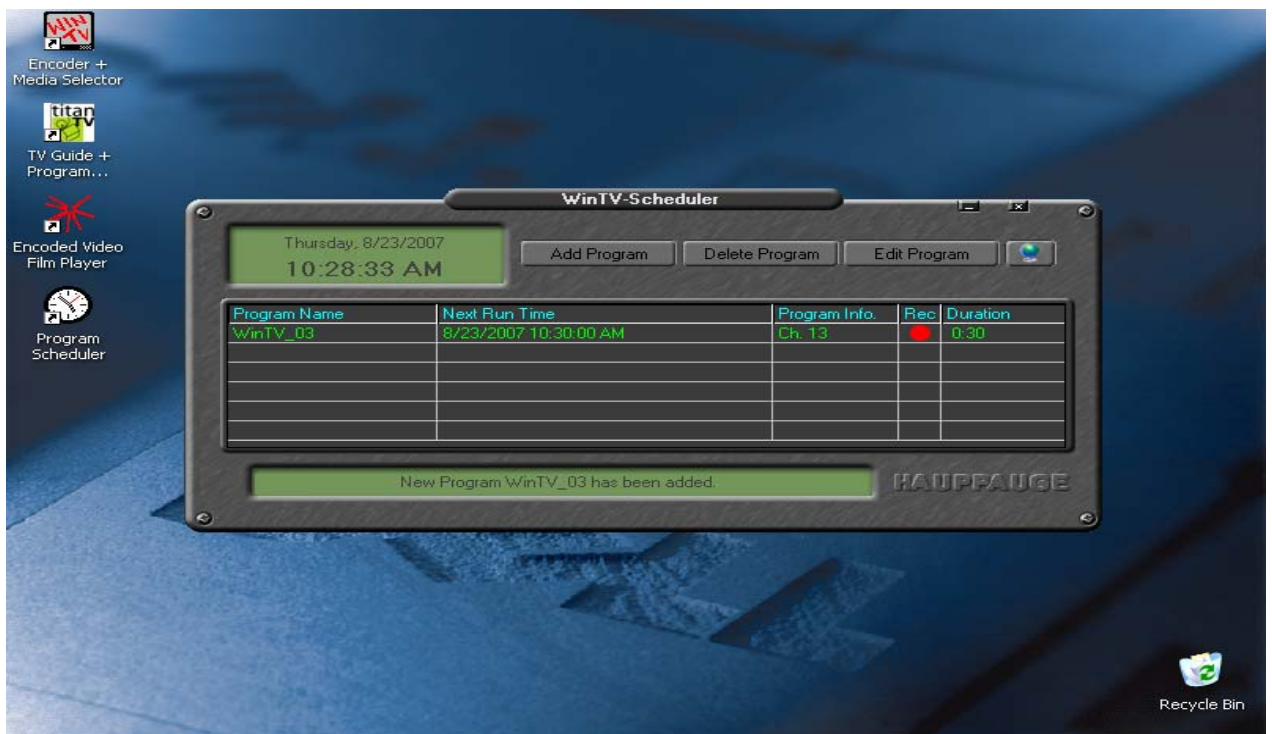 WIN
TV
Encoder +
Media Selector
titan
TV
TV Guide +
Program...
Encoded Video
Film Player
Program
Scheduler
WinTV-Scheduler
Thursday, 8/23/2007
10:28:33 AM
Add Program
Delete Program
Edit Program
Program Name Next Run Time Program Info. Rec Duration
WinTV_03 8/23/2007 10:30:00 AM Ch. 13 0:30
New Program WinTV_03 has been added.
HAUPPAUGE
Recycle Bin